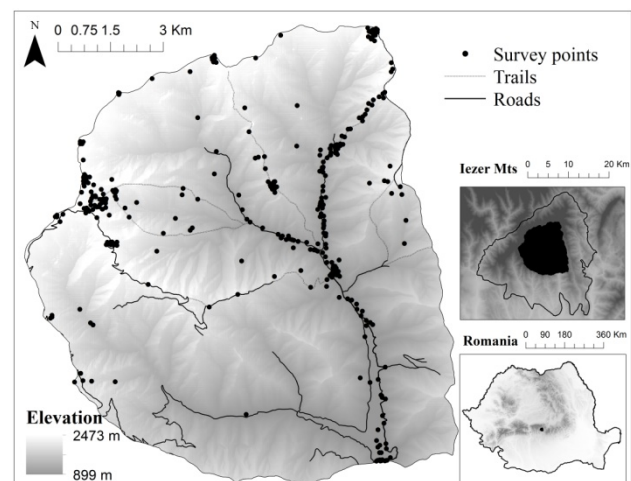 N
0 0.75 1.5 3 Km
Survey points
Trails
Roads
Iezer Mts
0 5 10 20 Km
Romania
0 90 180 360 Km
Elevation
2473 m
899 m